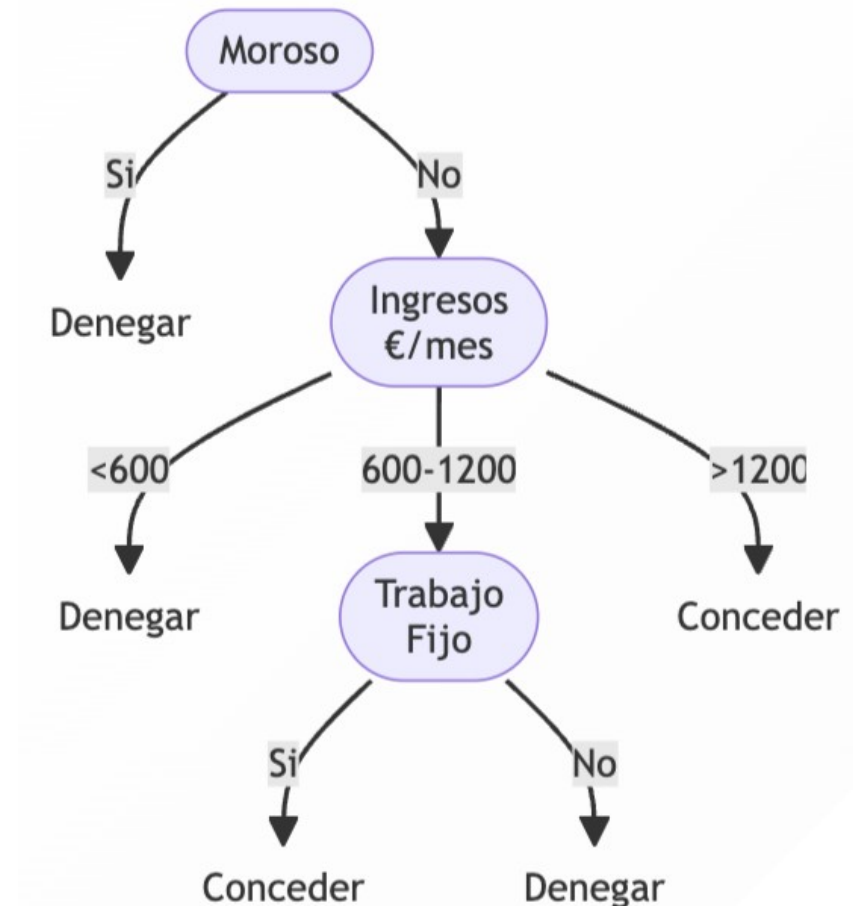 Moroso
Si
No
Denegar
Ingresos
€/mes
<600
600-1200
>1200
Denegar
Trabajo
Fijo
Conceder
Si
No
Conceder
Denegar